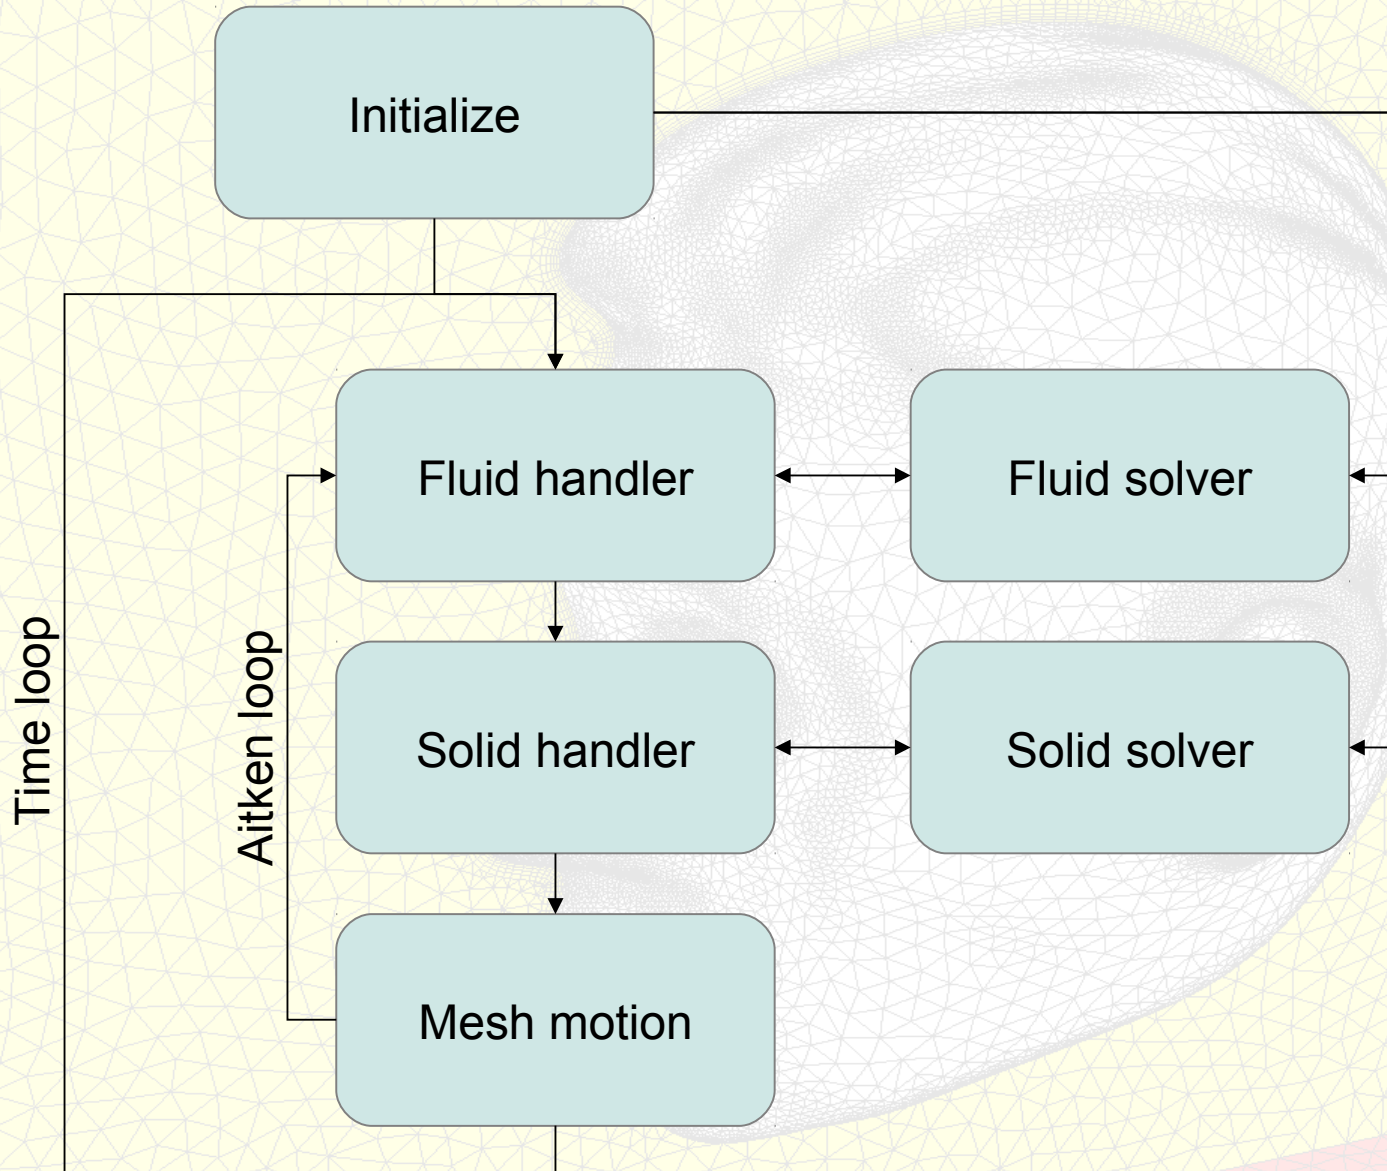 Initialize
Fluid handler
Fluid solver
Time loop
Aitken loop
Solid handler
Solid solver
Mesh motion